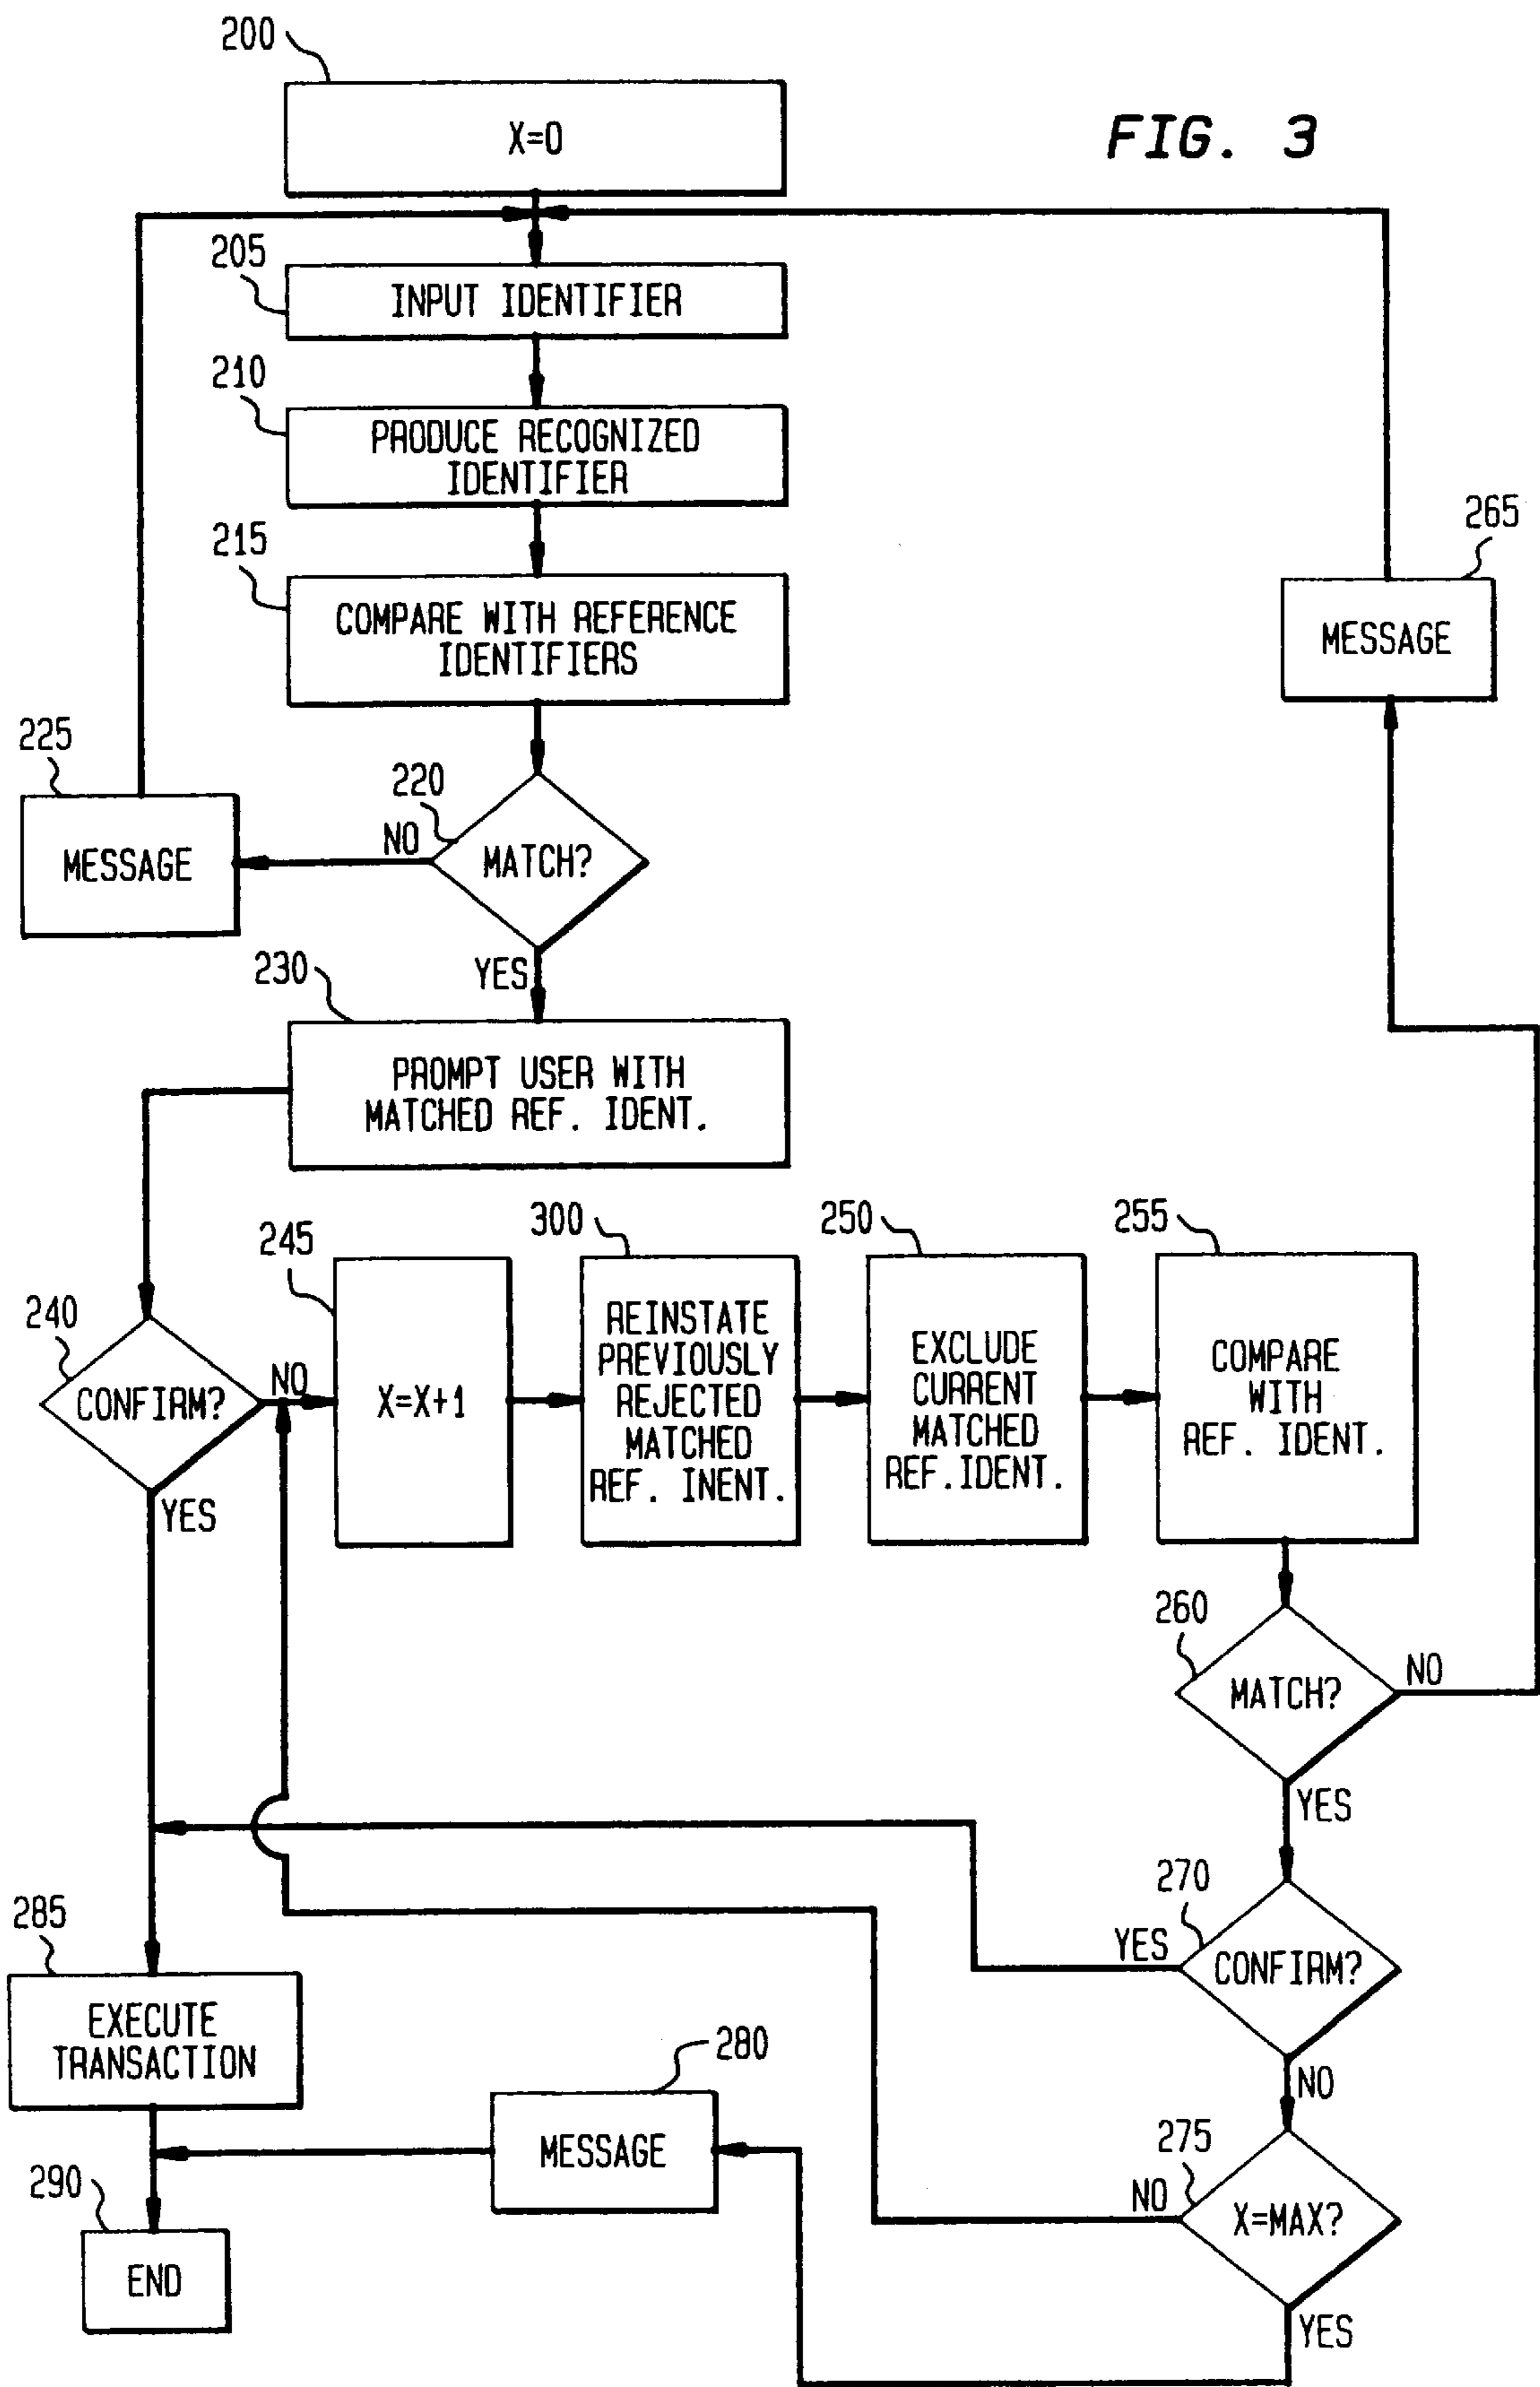 200
X=0
FIG. 3
205
INPUT IDENTIFIER
210
PRODUCE RECOGNIZED
IDENTIFIER
215
COMPARE WITH REFERENCE
IDENTIFIERS
265
MESSAGE
225
MESSAGE
220
NO
MATCH?
YES
230
PROMPT USER WITH
MATCHED REF. IDENT.
240
CONFIRM?
NO
YES
245
X=X+1
300
REINSTATE
PREVIOUSLY
REJECTED
MATCHED
REF. INENT.
250
EXCLUDE
CURRENT
MATCHED
REF.IDENT.
255
COMPARE
WITH
REF. IDENT.
260
MATCH?
NO
YES
270
YES
CONFIRM?
NO
285
EXECUTE
TRANSACTION
280
MESSAGE
275
NO
X=MAX?
YES
290
END